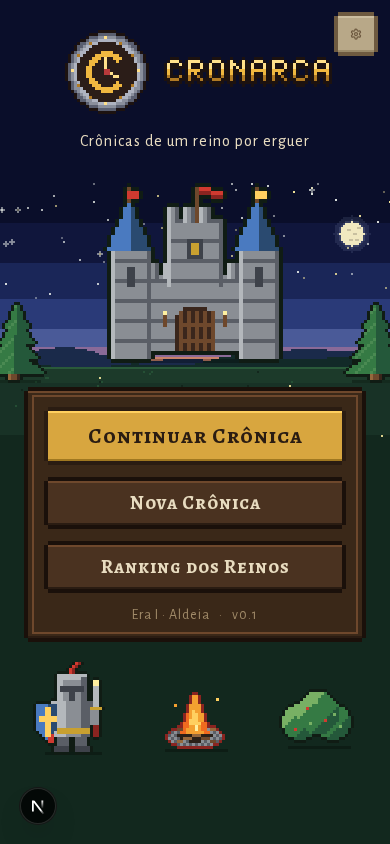 CRONARCA
Crônicas de um reino por erguer
Continuar Crônica
Nova Crônica
Ranking dos Reinos
Era I · Aldeia · v0.1
N